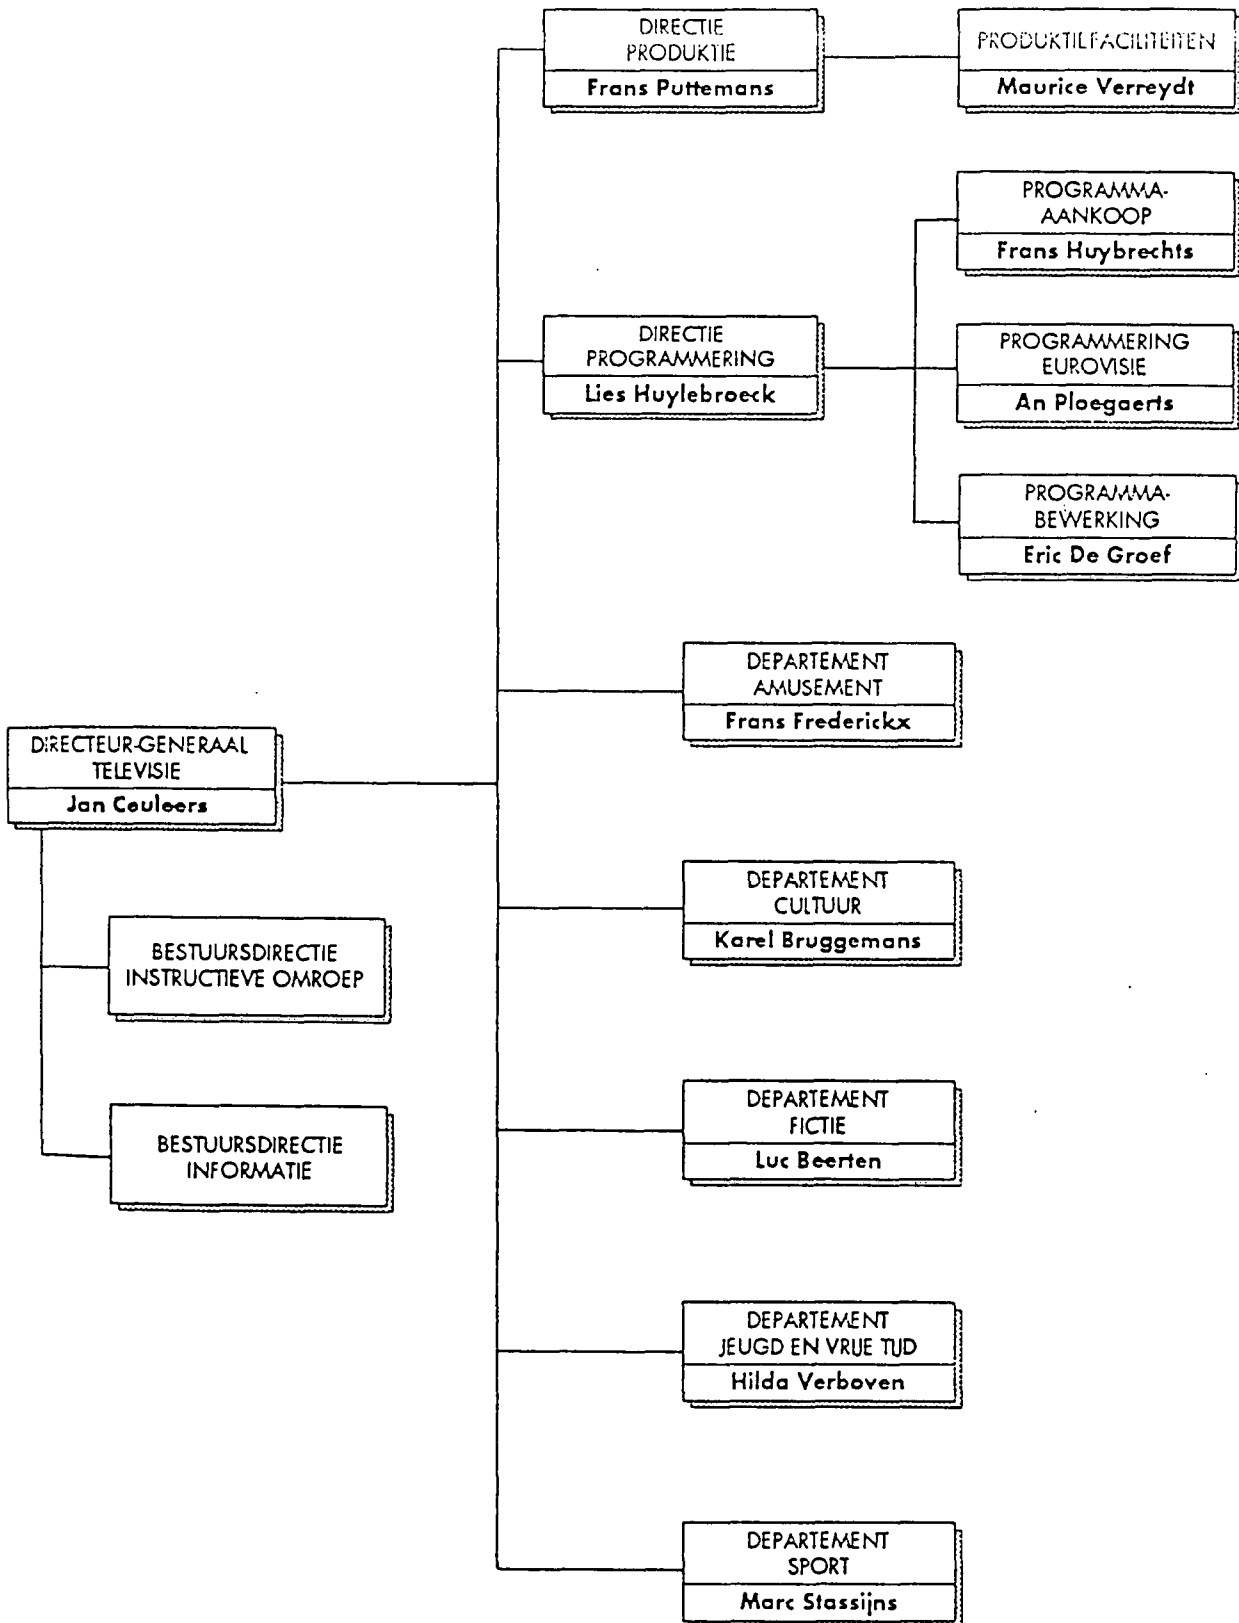 DIRECTIE
PRODUKTIE
Frans Puttemans
PRODUKTIEFACILITEITEN
Maurice Verreydt
PROGRAMMA-
AANKOOP
Frans Huybrechts
DIRECTIE
PROGRAMMERING
Lies Huylebroeck
PROGRAMMERING
EUROVISIE
An Ploegaerts
PROGRAMMA-
BEWERKING
Eric De Groef
DEPARTEMENT
AMUSEMENT
Frans Frederickx
DIRECTEUR-GENERAAL
TELEVISIE
Jan Ceuleers
DEPARTEMENT
CULTUUR
Karel Bruggemans
BESTUURSDIRECTIE
INSTRUCTIEVE OMROEP
DEPARTEMENT
FICTIE
Luc Beerten
BESTUURSDIRECTIE
INFORMATIE
DEPARTEMENT
JEUGD EN VRIJE TIJD
Hilda Verboven
DEPARTEMENT
SPORT
Marc Stassijns